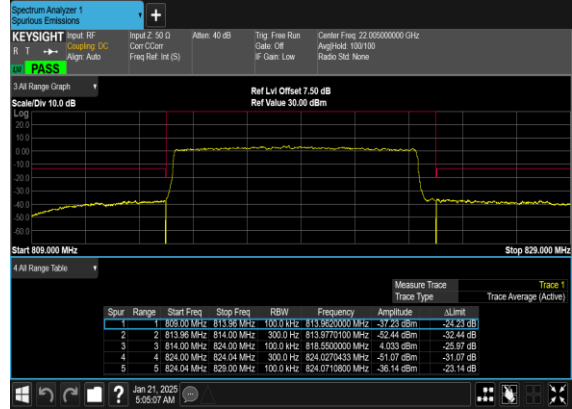 Spectrum Analyzer 1
Spurious Emissions
KEYSIGHT Input: RF Input Z: 50 Ω Atten: 40 dB Trig: Free Run Center Freq: 22.005000000 GHz
R T Coupling: DC Corr CCorr Gate: Off Avg|Hold: 100/100
Align: Auto Freq Ref: Int (S) IF Gain: Low Radio Std: None
PASS
3 All Range Graph
Ref Lvl Offset 7.50 dB
Scale/Div 10.0 dB Ref Value 30.00 dBm
Log
20.0
10.0
0.00
-10.0
-20.0
-30.0
-40.0
-50.0
-60.0
Start 809.000 MHz Stop 829.000 MHz
4 All Range Table
Measure Trace Trace 1
Trace Type Trace Average (Active)
Spur Range Start Freq Stop Freq RBW Frequency Amplitude ΔLimit
1 1 809.00 MHz 813.96 MHz 100.0 kHz 813.9620000 MHz -37.23 dBm -24.23 dB
2 2 813.96 MHz 814.00 MHz 300.0 Hz 813.9770100 MHz -52.44 dBm -32.44 dB
3 3 814.00 MHz 824.00 MHz 100.0 kHz 818.5500000 MHz 4.033 dBm -25.97 dB
4 4 824.00 MHz 824.04 MHz 300.0 Hz 824.0270433 MHz -51.07 dBm -31.07 dB
5 5 824.04 MHz 829.00 MHz 100.0 kHz 824.0710800 MHz -36.14 dBm -23.14 dB
Jan 21, 2025
5:05:07 AM